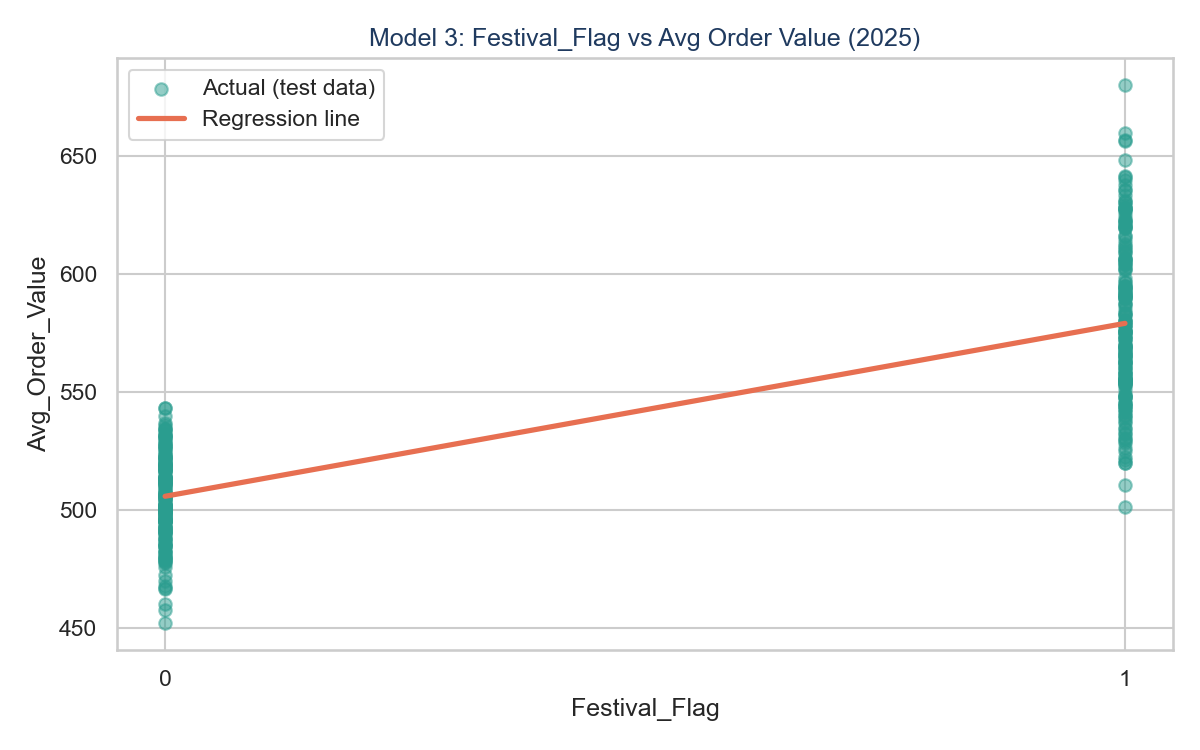 Model 3: Festival_Flag vs Avg Order Value (2025)
Actual (test data)
Regression line
Avg_Order_Value
650
600
550
500
450
0
1
Festival_Flag